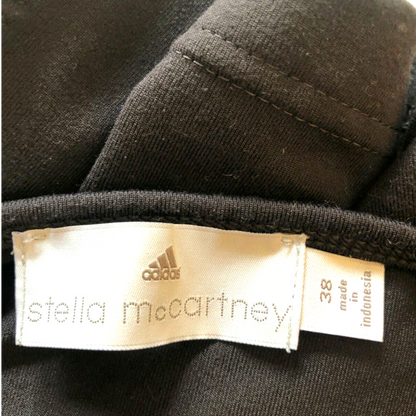 adidas
stella mccartney
38
made
in
indonesia